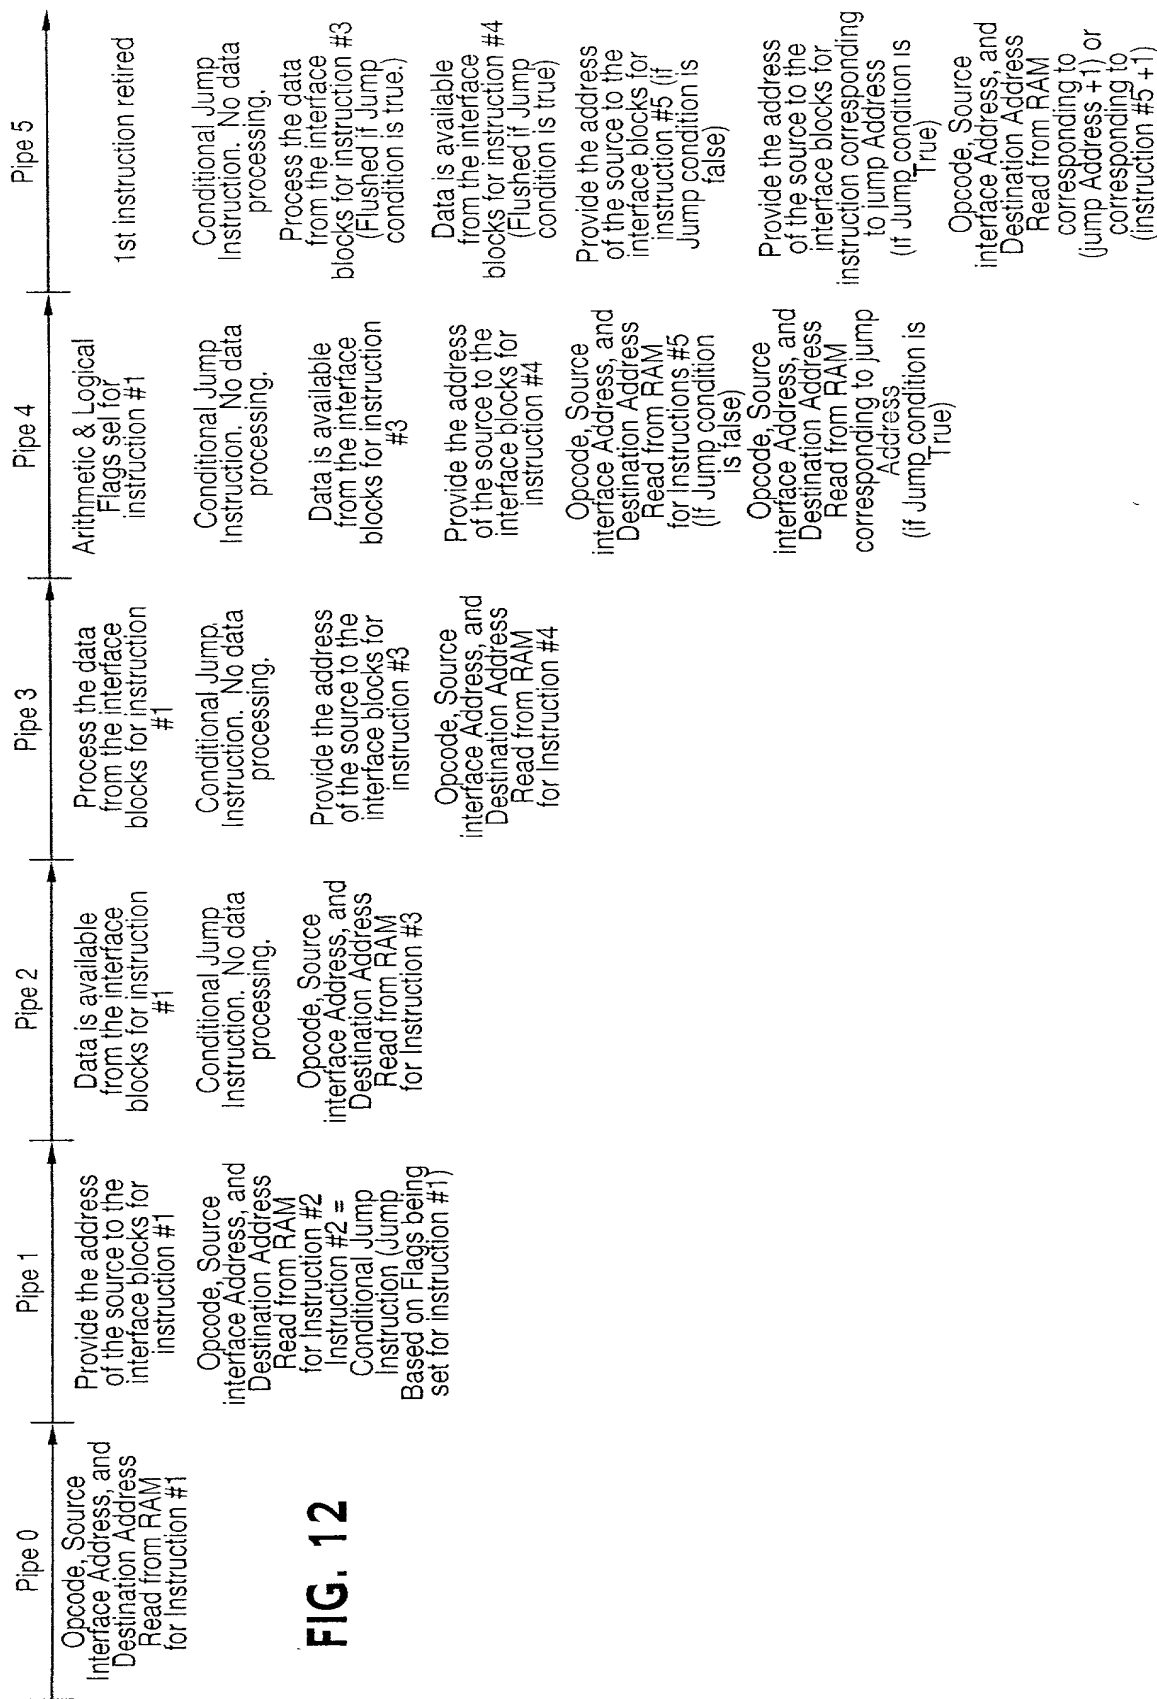 Pipe 0
Opcode, Source
Interface Address, and
Destination Address
Read from RAM
for Instruction #1
FIG. 12
Pipe 1
Provide the address
of the source to the
interface blocks for
instruction #1
Opcode, Source
interface Address, and
Destination Address
Read from RAM
for Instruction #2
Instruction #2 =
Conditional Jump
Instruction (Jump
Based on Flags being
set for instruction #1)
Pipe 2
Data is available
from the interface
blocks for instruction
#1
Conditional Jump
Instruction. No data
processing.
Opcode, Source
interface Address, and
Destination Address
Read from RAM
for Instruction #3
Pipe 3
Process the data
from the interface
blocks for instruction
#1
Conditional Jump.
Instruction. No data
processing.
Provide the address
of the source to the
interface blocks for
instruction #3
Opcode, Source
interface Address, and
Destination Address
Read from RAM
for Instruction #4
Pipe 4
Arithmetic & Logical
Flags sel for
instruction #1
Conditional Jump
Instruction. No data
processing.
Data is available
from the interface
blocks for instruction
#3
Provide the address
of the source to the
interface blocks for
instruction #4
Opcode, Source
interface Address, and
Destination Address
Read from RAM
for Instructions #5
(If Jump condition
is false)
Opcode, Source
interface Address, and
Destination Address
Read from RAM
corresponding to jump
Address
(if Jump condition is
True)
Pipe 5
1st instruction retired
Conditional Jump
Instruction. No data
processing.
Process the data
from the interface
blocks for instruction #3
(Flushed if Jump
condition is true.)
Data is available
from the interface
blocks for instruction #4
(Flushed if Jump
condition is true)
Provide the address
of the source to the
interface blocks for
instruction #5 (if
Jump condition is
false)
Provide the address
of the source to the
interface blocks for
instruction corresponding
to jump Address
(if Jump condition is
True)
Opcode, Source
interface Address, and
Destination Address
Read from RAM
corresponding to
(jump Address +1) or
corresponding to
(instruction #5 +1)